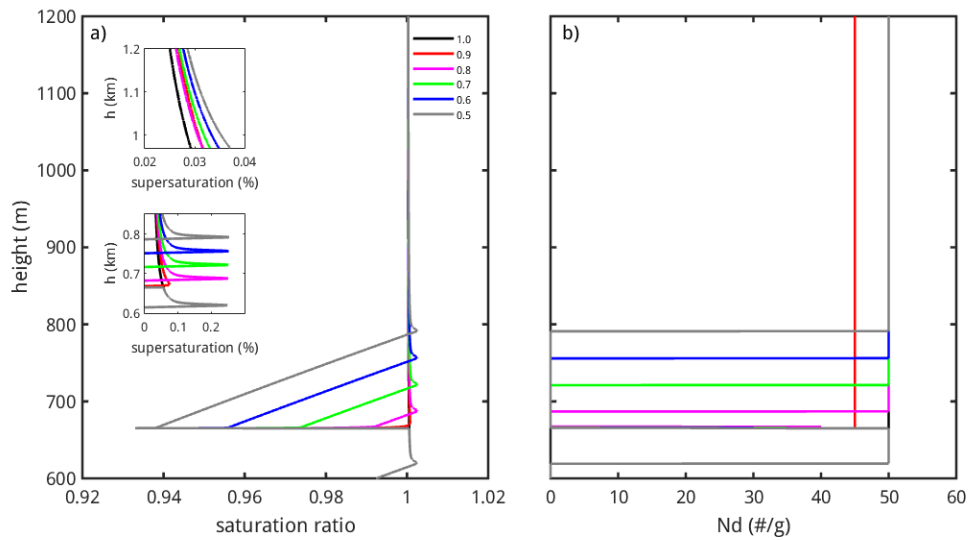 a)
1.0
0.9
0.8
0.7
0.6
0.5
1.2
1
h (km)
0.02 0.03 0.04
supersaturation (%)
0.8
0.7
0.6
h (km)
0 0.1 0.2
supersaturation (%)
1200
1100
1000
900
800
700
600
height (m)
0.92 0.94 0.96 0.98 1 1.02
saturation ratio
b)
0 10 20 30 40 50 60
Nd (#/g)